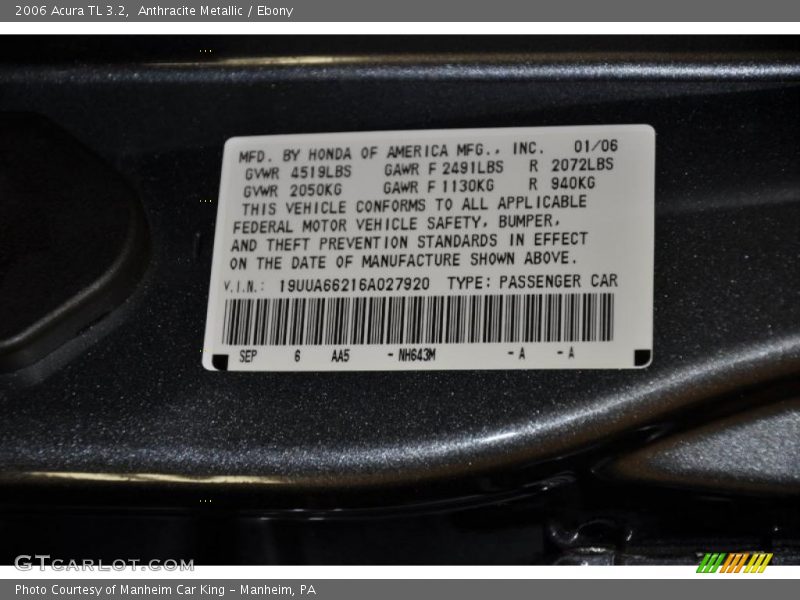 2006 Acura TL 3.2,  Anthracite Metallic / Ebony
MFD. BY HONDA OF AMERICA MFG., INC. 01/06
GVWR 4519LBS GAWR F 2491LBS R 2072LBS
GVWR 2050KG GAWR F 1130KG R 940KG
THIS VEHICLE CONFORMS TO ALL APPLICABLE
FEDERAL MOTOR VEHICLE SAFETY, BUMPER,
AND THEFT PREVENTION STANDARDS IN EFFECT
ON THE DATE OF MANUFACTURE SHOWN ABOVE.
V.I.N.: 19UUA66216A027920 TYPE: PASSENGER CAR
SEP 6 AA5 - NH643M - A - A
GTcarlot.com
Photo Courtesy of Manheim Car King - Manheim, PA